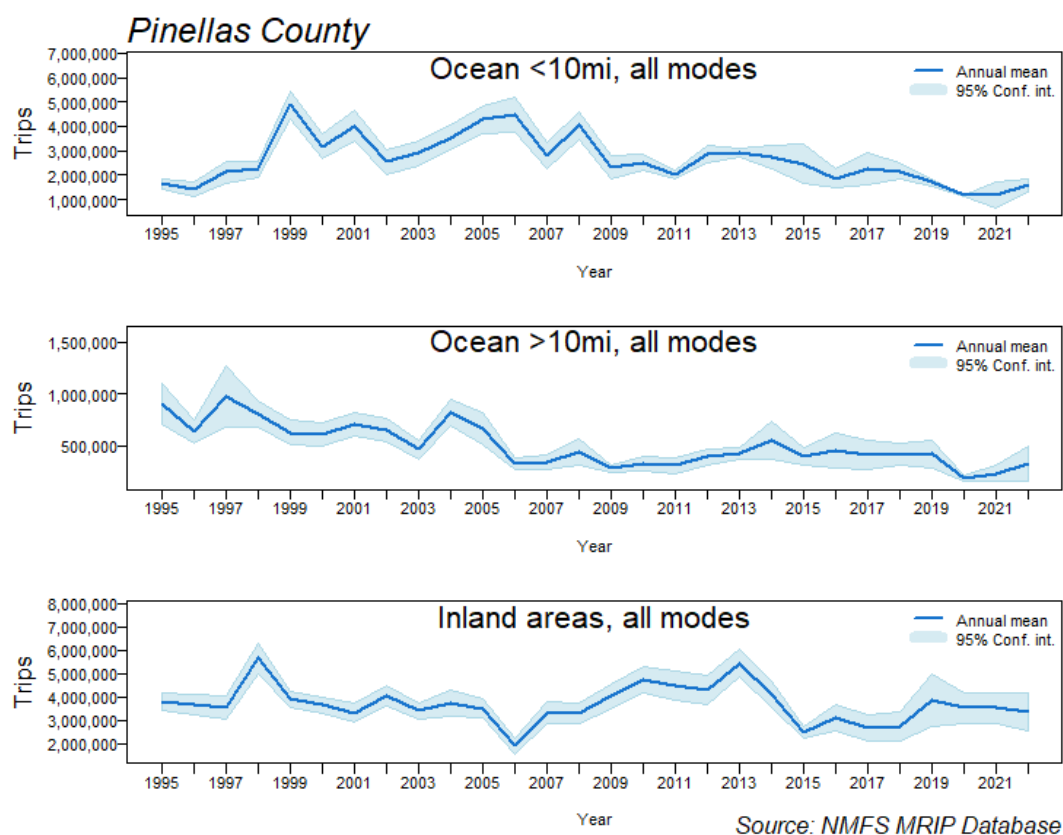 Pinellas County
Ocean <10mi, all modes
Annual mean
95% Conf. int.
Trips
7,000,000
6,000,000
5,000,000
4,000,000
3,000,000
2,000,000
1,000,000
1995 1997 1999 2001 2003 2005 2007 2009 2011 2013 2015 2017 2019 2021
Year
Ocean >10mi, all modes
Annual mean
95% Conf. int.
Trips
1,500,000
1,000,000
500,000
1995 1997 1999 2001 2003 2005 2007 2009 2011 2013 2015 2017 2019 2021
Year
Inland areas, all modes
Annual mean
95% Conf. int.
Trips
8,000,000
7,000,000
6,000,000
5,000,000
4,000,000
3,000,000
2,000,000
1995 1997 1999 2001 2003 2005 2007 2009 2011 2013 2015 2017 2019 2021
Year
Source: NMFS MRIP Database